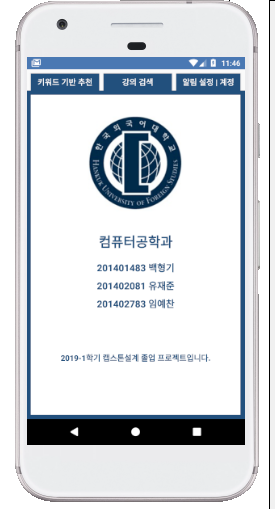 11:46
키워드 기반 추천
강의 검색
알림 설정 | 계정
한국외국어대학교
HANKUK UNIVERSITY OF FOREIGN STUDIES
컴퓨터공학과
201401483 백형기
201402081 유재준
201402783 임예찬
2019-1학기 캡스톤설계 졸업 프로젝트입니다.